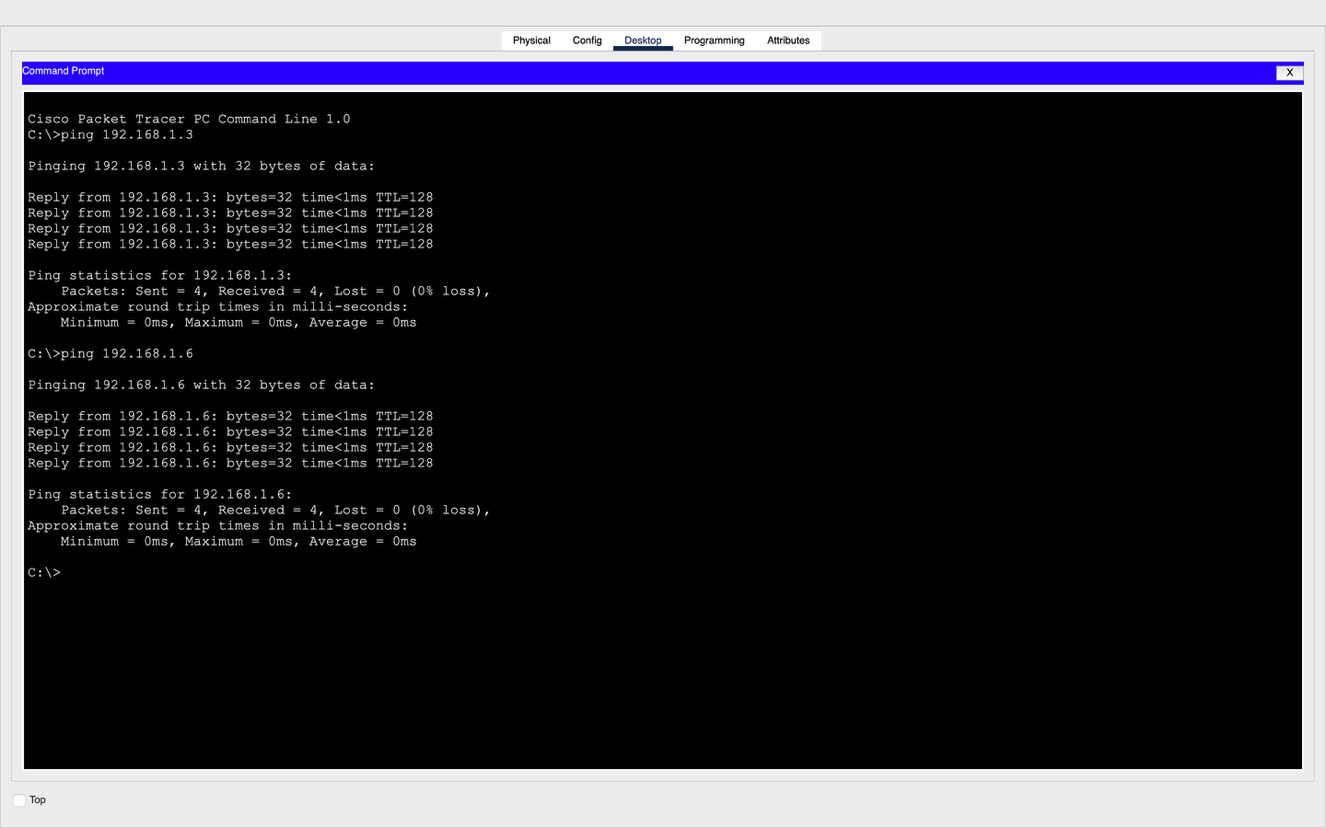 Physical Config Desktop Programming Attributes
Command Prompt X
Cisco Packet Tracer PC Command Line 1.0
C:\>ping 192.168.1.3
Pinging 192.168.1.3 with 32 bytes of data:
Reply from 192.168.1.3: bytes=32 time<1ms TTL=128
Reply from 192.168.1.3: bytes=32 time<1ms TTL=128
Reply from 192.168.1.3: bytes=32 time<1ms TTL=128
Reply from 192.168.1.3: bytes=32 time<1ms TTL=128
Ping statistics for 192.168.1.3:
    Packets: Sent = 4, Received = 4, Lost = 0 (0% loss),
Approximate round trip times in milli-seconds:
    Minimum = 0ms, Maximum = 0ms, Average = 0ms
C:\>ping 192.168.1.6
Pinging 192.168.1.6 with 32 bytes of data:
Reply from 192.168.1.6: bytes=32 time<1ms TTL=128
Reply from 192.168.1.6: bytes=32 time<1ms TTL=128
Reply from 192.168.1.6: bytes=32 time<1ms TTL=128
Reply from 192.168.1.6: bytes=32 time<1ms TTL=128
Ping statistics for 192.168.1.6:
    Packets: Sent = 4, Received = 4, Lost = 0 (0% loss),
Approximate round trip times in milli-seconds:
    Minimum = 0ms, Maximum = 0ms, Average = 0ms
C:\>
Top